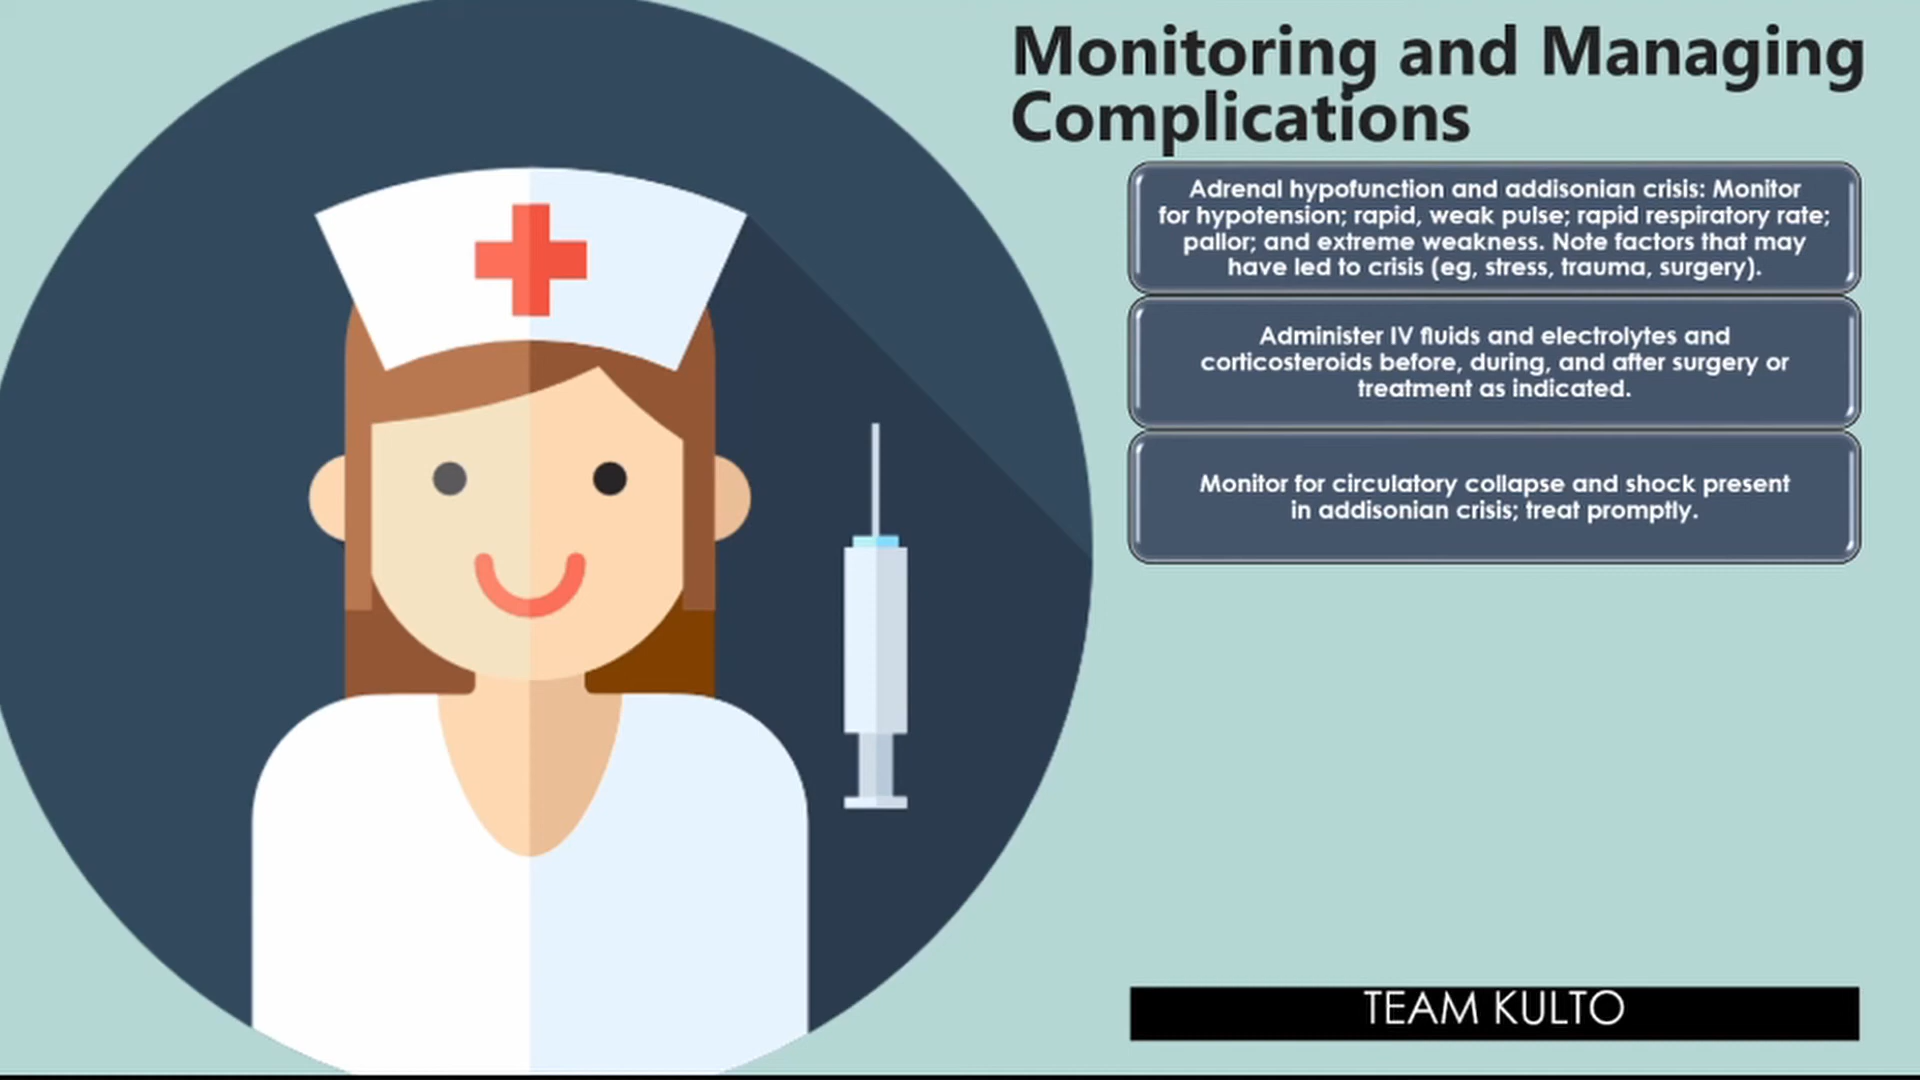 Monitoring and Managing
Complications
Adrenal hypofunction and addisonian crisis: Monitor
for hypotension; rapid, weak pulse; rapid respiratory rate;
pallor; and extreme weakness. Note factors that may
have led to crisis (eg, stress, trauma, surgery).
Administer IV fluids and electrolytes and
corticosteroids before, during, and after surgery or
treatment as indicated.
Monitor for circulatory collapse and shock present
in addisonian crisis; treat promptly.
TEAM KULTO